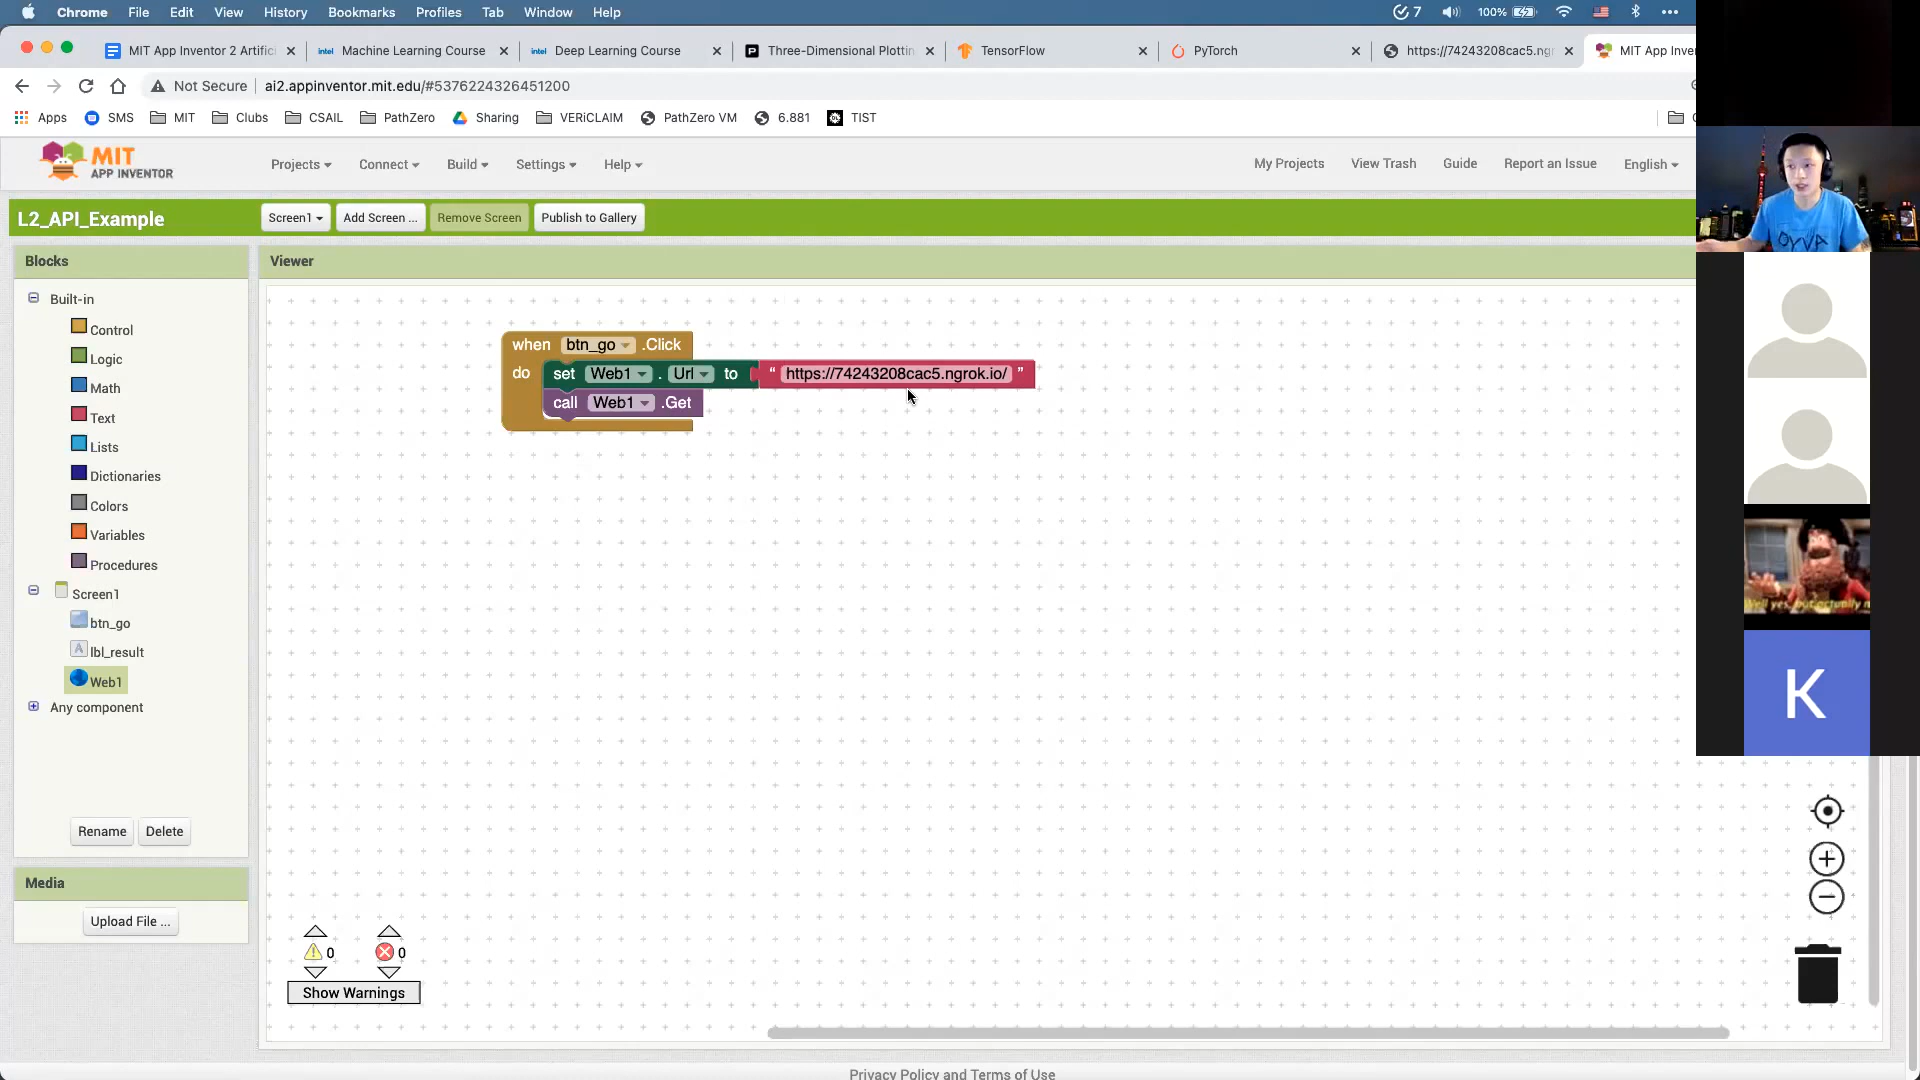 Chrome File Edit View History Bookmarks Profiles Tab Window Help 7 100%
MIT App Inventor 2 Artific Machine Learning Course Deep Learning Course Three-Dimensional Plottin TensorFlow PyTorch https://74243208cac5.ngr MIT App Inve
Not Secure ai2.appinventor.mit.edu/#5376224326451200
Apps SMS MIT Clubs CSAIL PathZero Sharing VERiCLAIM PathZero VM 6.881 TIST
MIT
APP INVENTOR
Projects Connect Build Settings Help My Projects View Trash Guide Report an Issue English
L2_API_Example Screen1 Add Screen ... Remove Screen Publish to Gallery
Blocks
Viewer
Built-in
Control
Logic
Math
Text
Lists
Dictionaries
Colors
Variables
Procedures
Screen1
btn_go
lbl_result
Web1
Any component
Rename Delete
Media
Upload File ...
when btn_go .Click
do set Web1 . Url to " https://74243208cac5.ngrok.io/ "
call Web1 .Get
0 0
Show Warnings
Privacy Policy and Terms of Use
K